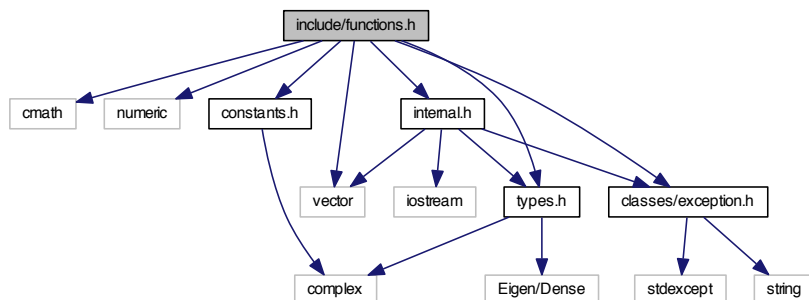 include/functions.h
cmath
numeric
constants.h
internal.h
vector
iostream
types.h
classes/exception.h
complex
Eigen/Dense
stdexcept
string